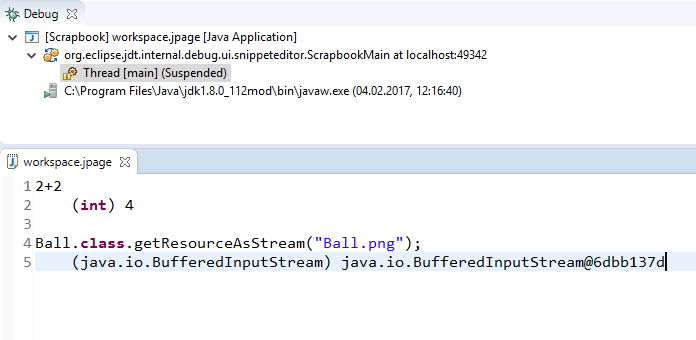 Debug
[Scrapbook] workspace.jpage [Java Application]
org.eclipse.jdt.internal.debug.ui.snippeteditor.ScrapbookMain at localhost:49342
Thread [main] (Suspended)
C:\Program Files\Java\jdk1.8.0_112mod\bin\javaw.exe (04.02.2017, 12:16:40)
workspace.jpage
1 2+2
2 (int) 4
3
4 Ball.class.getResourceAsStream("Ball.png");
5 (java.io.BufferedInputStream) java.io.BufferedInputStream@6dbb137d